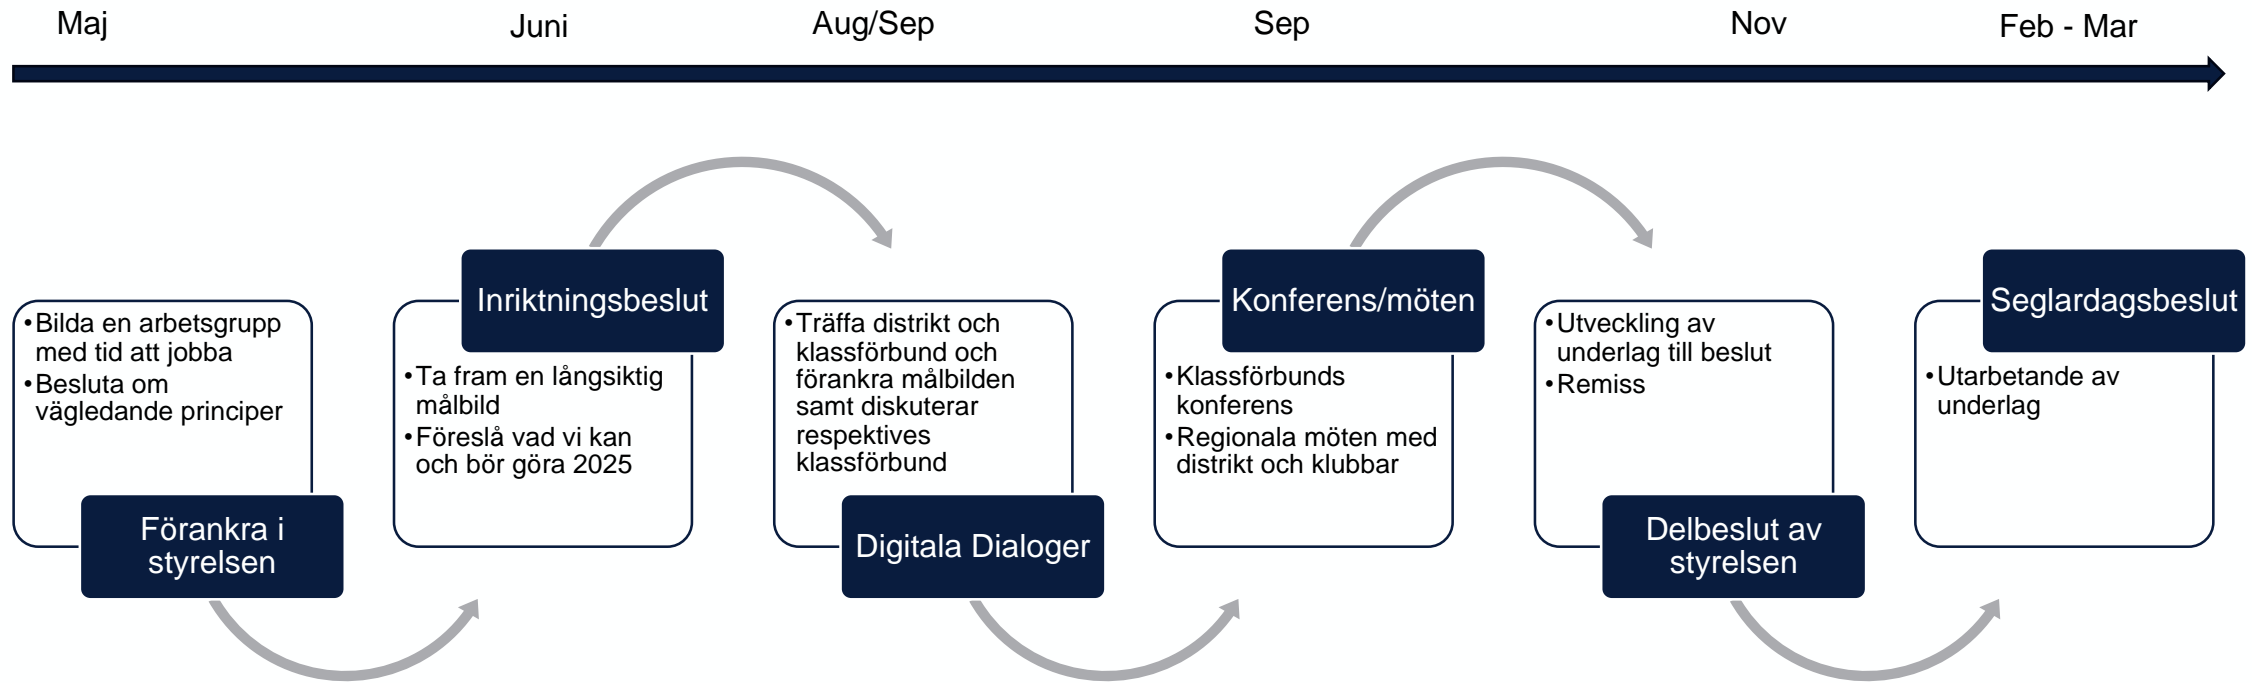 Maj
Juni
Aug/Sep
Sep
Nov
Feb - Mar
•Bilda en arbetsgrupp
med tid att jobba
•Besluta om
vägledande principer
Förankra i
styrelsen
Inriktningsbeslut
•Ta fram en långsiktig
målbild
•Föreslå vad vi kan
och bör göra 2025
•Träffa distrikt och
klassförbund och
förankra målbilden
samt diskuterar
respektives
klassförbund
Digitala Dialoger
Konferens/möten
•Klassförbunds
konferens
•Regionala möten med
distrikt och klubbar
•Utveckling av
underlag till beslut
•Remiss
Delbeslut av
styrelsen
Seglardagsbeslut
•Utarbetande av
underlag